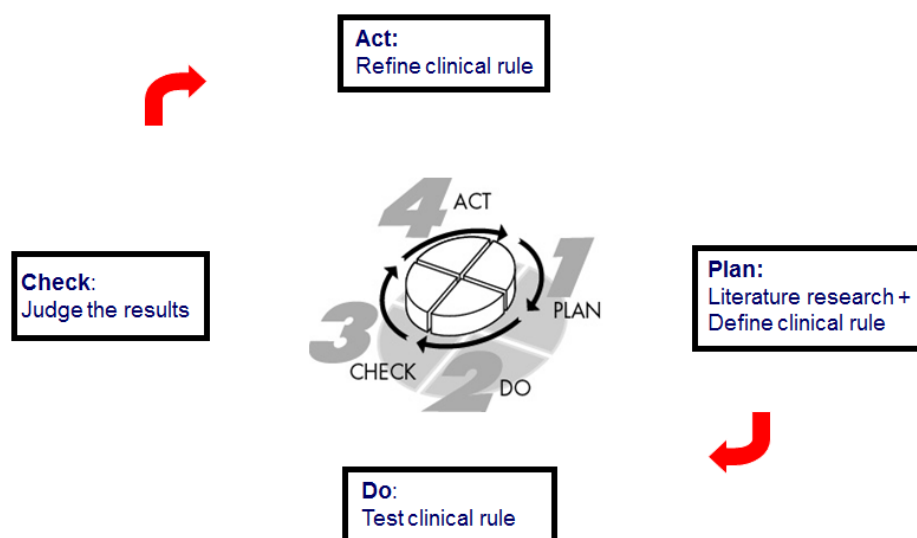 Act:
Refine clinical rule
4 ACT
1
PLAN
Check:
Judge the results
Plan:
Literature research +
Define clinical rule
3
CHECK
2
DO
Do:
Test clinical rule